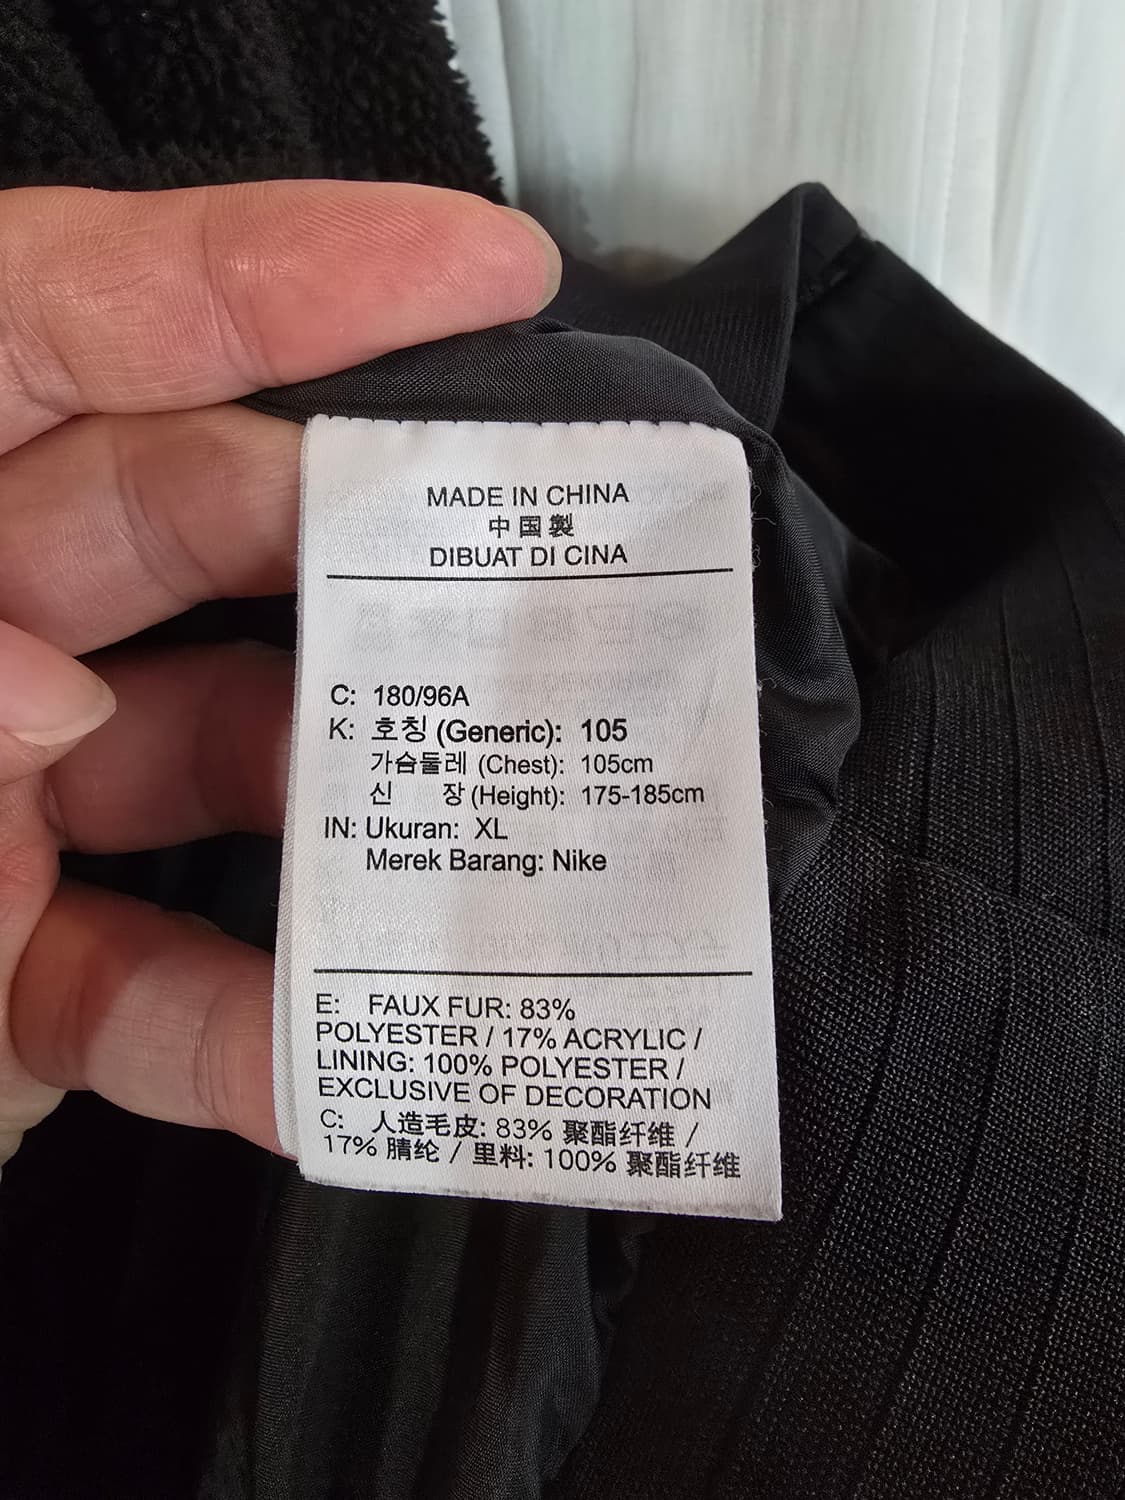 MADE IN CHINA
中国製
DIBUAT DI CINA
C: 180/96A
K: 호칭 (Generic): 105
가슴둘레 (Chest): 105cm
신 장 (Height): 175-185cm
IN: Ukuran: XL
Merek Barang: Nike
E: FAUX FUR: 83%
POLYESTER / 17% ACRYLIC /
LINING: 100% POLYESTER /
EXCLUSIVE OF DECORATION
C: 人造毛皮: 83% 聚酯纤维 /
17% 腈纶 / 里料: 100% 聚酯纤维